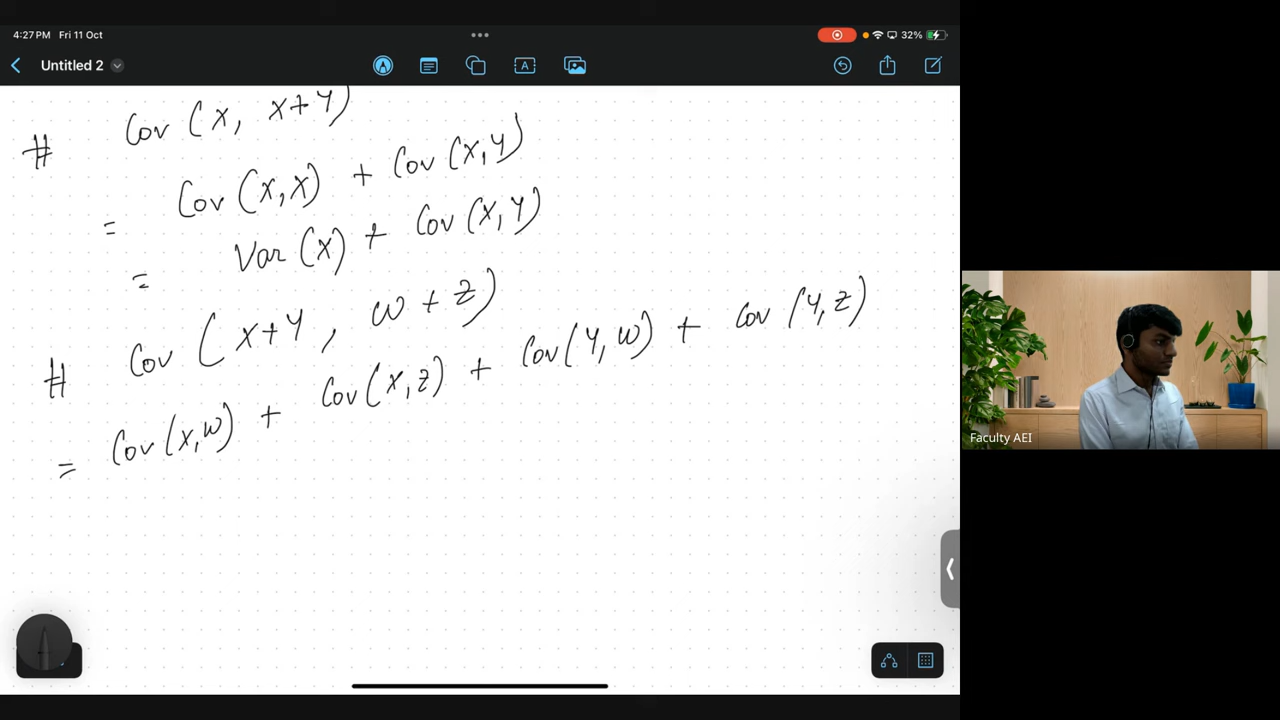 4:27 PM Fri 11 Oct
32%
Untitled 2
A
# Cov (X, X+Y)
= Cov (X,X) + Cov (X,Y)
= Var (X) + Cov (X,Y)
# Cov (X+Y, W+Z)
= Cov (X,W) + Cov (X,Z) + Cov (Y,W) + Cov (Y,Z)
Faculty AEI